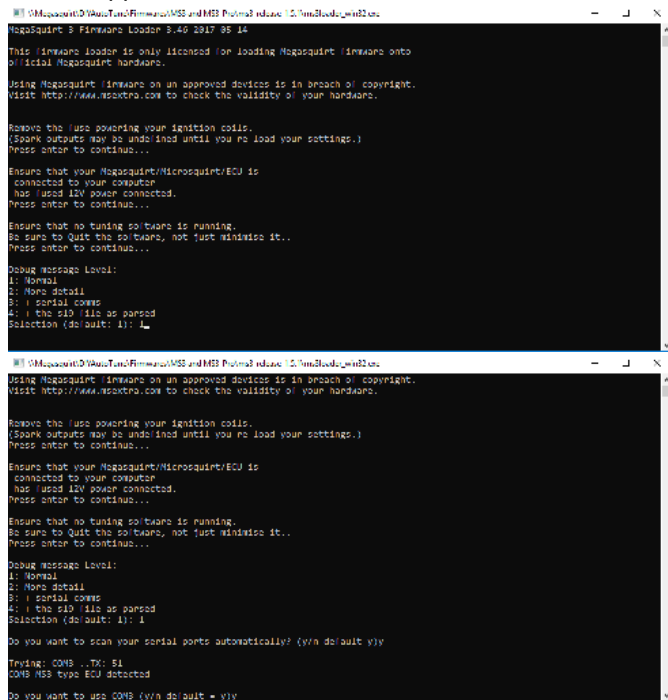 MegaSquirt 3 Firmware Loader 3.46 2017 05 14
This firmware loader is only licensed for loading Megasquirt firmware onto
official Megasquirt hardware.
Using Megasquirt firmware on un approved devices is in breach of copyright.
Visit http://www.msextra.com to check the validity of your hardware.
Remove the fuse powering your ignition coils.
(Spark outputs may be undefined until you re load your settings.)
Press enter to continue...
Ensure that your Megasquirt/Microsquirt/ECU is
connected to your computer
has fused 12V power connected.
Press enter to continue...
Ensure that no tuning software is running.
Be sure to Quit the software, not just minimise it..
Press enter to continue...
Debug message Level:
1: Normal
2: More detail
3: + serial comms
4: + the s19 file as parsed
Selection (default: 1): 1_
Using Megasquirt firmware on un approved devices is in breach of copyright.
Visit http://www.msextra.com to check the validity of your hardware.
Remove the fuse powering your ignition coils.
(Spark outputs may be undefined until you re load your settings.)
Press enter to continue...
Ensure that your Megasquirt/Microsquirt/ECU is
connected to your computer
has fused 12V power connected.
Press enter to continue...
Ensure that no tuning software is running.
Be sure to Quit the software, not just minimise it..
Press enter to continue...
Debug message Level:
1: Normal
2: More detail
3: + serial comms
4: + the s19 file as parsed
Selection (default: 1): 1
Do you want to scan your serial ports automatically? (y/n default y)y
Trying: COM3 ..TX: 51
COM3 MS3 type ECU detected
Do you want to use COM3 (y/n default = y)y